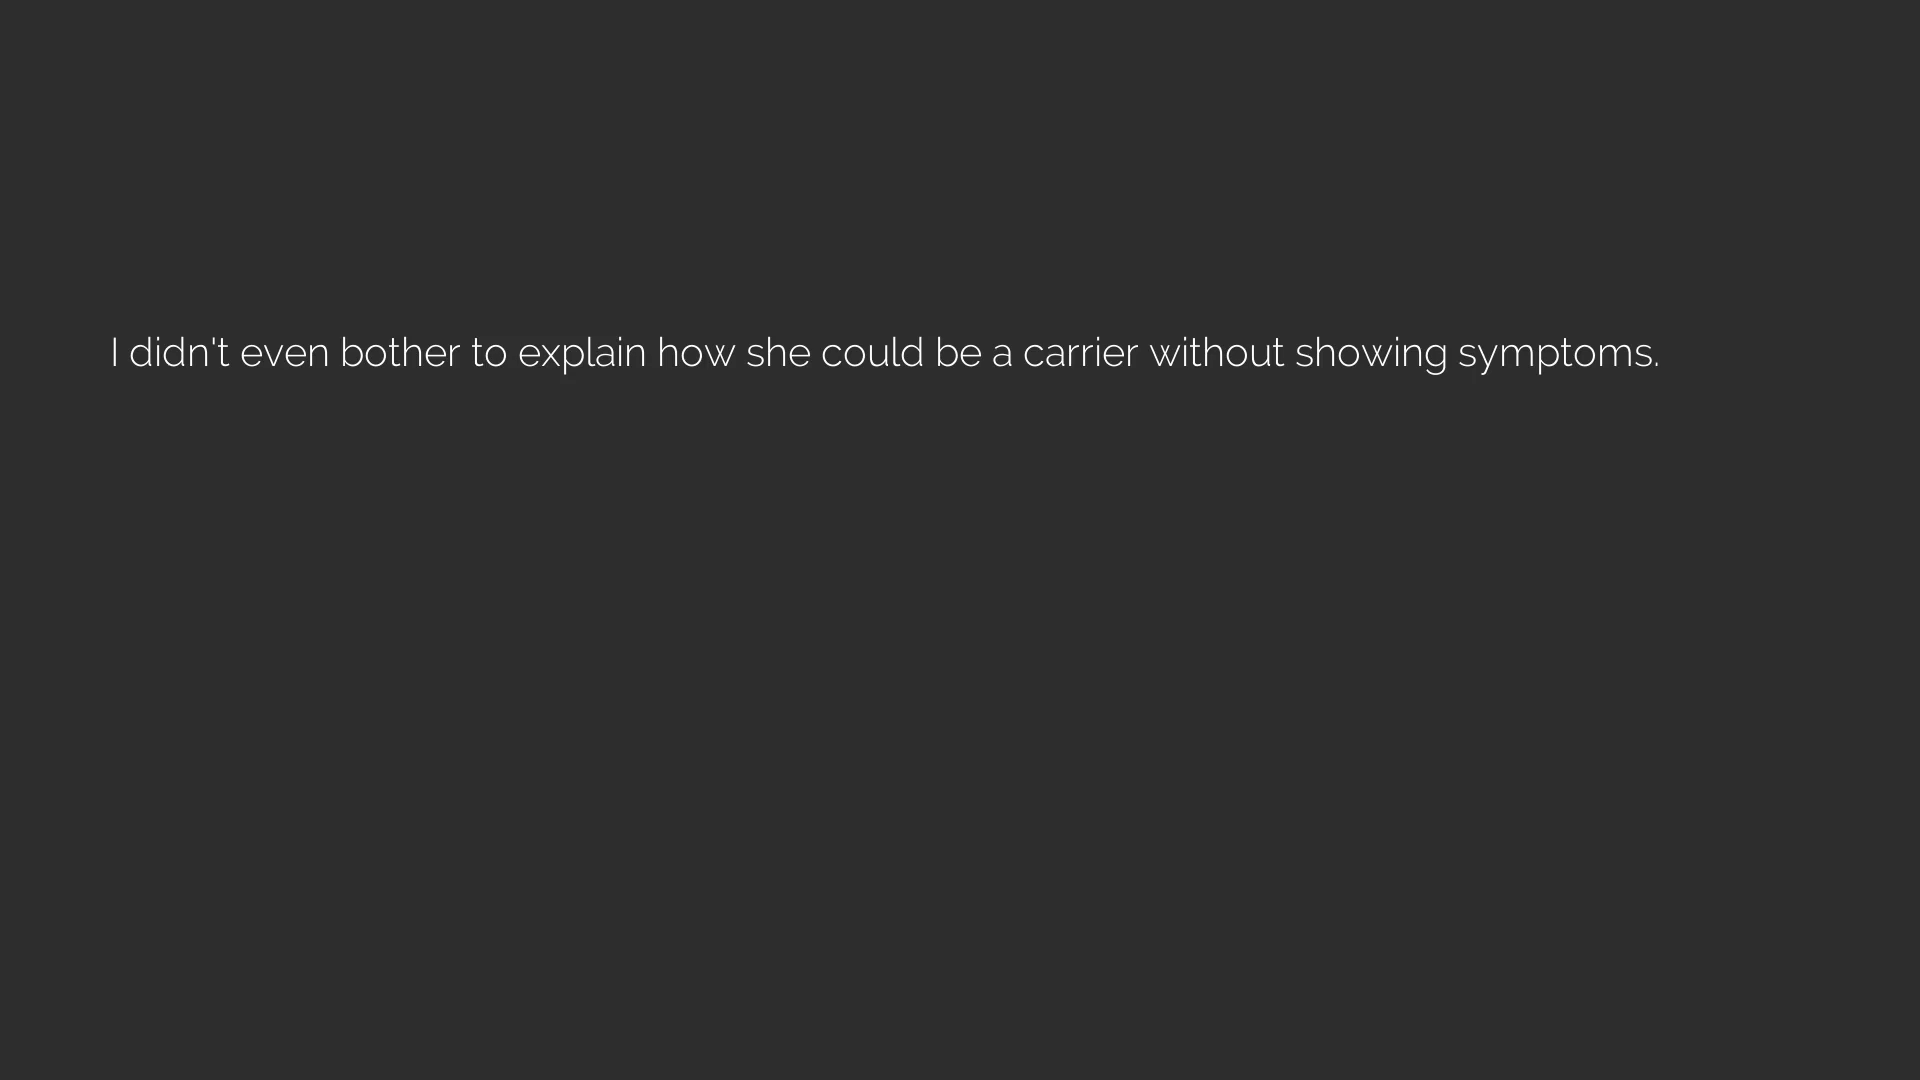 I didn't even bother to explain how she could be a carrier without showing symptoms.